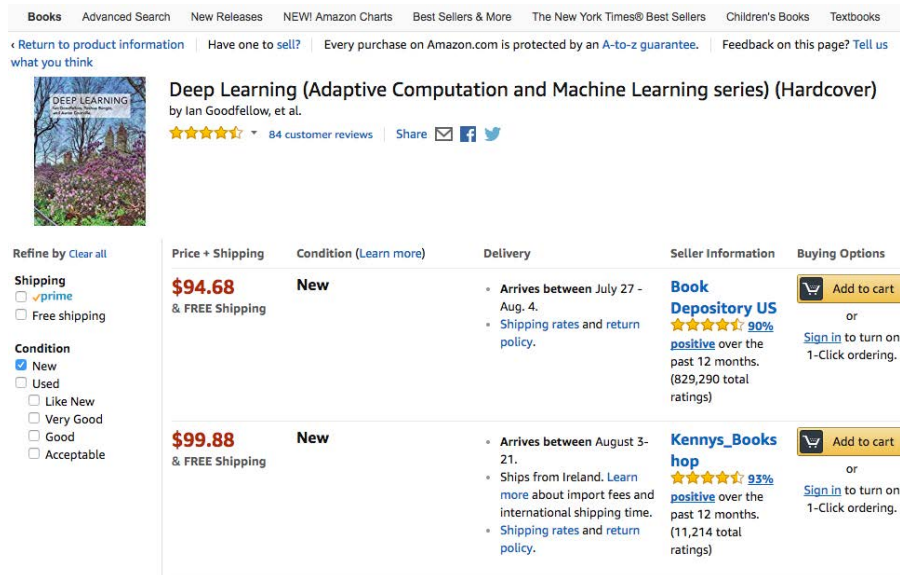 Books Advanced Search New Releases NEW! Amazon Charts Best Sellers & More The New York Times® Best Sellers Children's Books Textbooks
‹ Return to product information Have one to sell? Every purchase on Amazon.com is protected by an A-to-z guarantee. Feedback on this page? Tell us
what you think
DEEP LEARNING
Deep Learning (Adaptive Computation and Machine Learning series) (Hardcover)
by Ian Goodfellow, et al.
84 customer reviews Share
Refine by Clear all
Shipping
prime
Free shipping
Condition
New
Used
Like New
Very Good
Good
Acceptable
Price + Shipping Condition (Learn more) Delivery Seller Information Buying Options
$94.68
& FREE Shipping
New
Arrives between July 27 -
Aug. 4.
Shipping rates and return
policy.
Book
Depository US
90%
positive over the
past 12 months.
(829,290 total
ratings)
Add to cart
or
Sign in to turn on
1-Click ordering.
$99.88
& FREE Shipping
New
Arrives between August 3-
21.
Ships from Ireland. Learn
more about import fees and
international shipping time.
Shipping rates and return
policy.
Kennys_Books
hop
93%
positive over the
past 12 months.
(11,214 total
ratings)
Add to cart
or
Sign in to turn on
1-Click ordering.